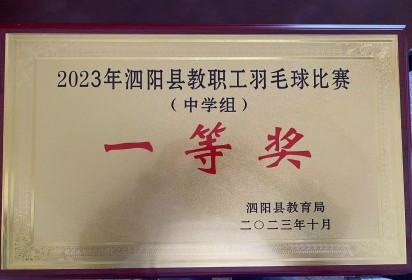 2023年泗阳县教职工羽毛球比赛
（中学组）
一等奖
泗阳县教育局
二〇二三年十月